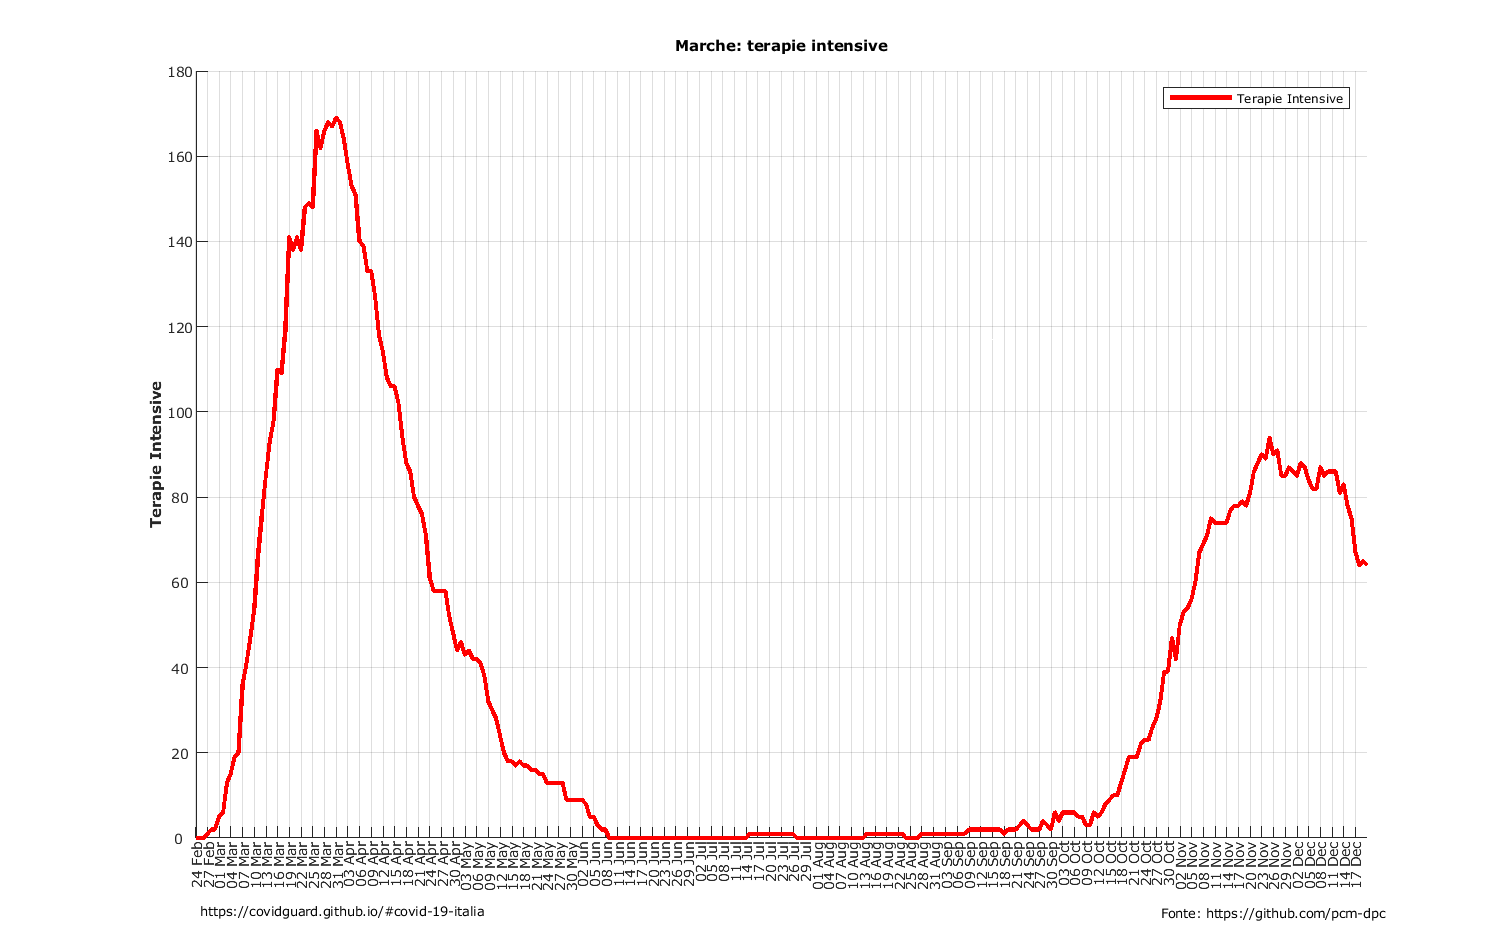 Marche: terapie intensive
Terapie Intensive
Terapie Intensive
180
160
140
120
100
80
60
40
20
0
24 Feb
27 Feb
01 Mar
04 Mar
07 Mar
10 Mar
13 Mar
16 Mar
19 Mar
22 Mar
25 Mar
28 Mar
31 Mar
03 Apr
06 Apr
09 Apr
12 Apr
15 Apr
18 Apr
21 Apr
24 Apr
27 Apr
30 Apr
03 May
06 May
09 May
12 May
15 May
18 May
21 May
24 May
27 May
30 May
02 Jun
05 Jun
08 Jun
11 Jun
14 Jun
17 Jun
20 Jun
23 Jun
26 Jun
29 Jun
02 Jul
05 Jul
08 Jul
11 Jul
14 Jul
17 Jul
20 Jul
23 Jul
26 Jul
29 Jul
01 Aug
04 Aug
07 Aug
10 Aug
13 Aug
16 Aug
19 Aug
22 Aug
25 Aug
28 Aug
31 Aug
03 Sep
06 Sep
09 Sep
12 Sep
15 Sep
18 Sep
21 Sep
24 Sep
27 Sep
30 Sep
03 Oct
06 Oct
09 Oct
12 Oct
15 Oct
18 Oct
21 Oct
24 Oct
27 Oct
30 Oct
02 Nov
05 Nov
08 Nov
11 Nov
14 Nov
17 Nov
20 Nov
23 Nov
26 Nov
29 Nov
02 Dec
05 Dec
08 Dec
11 Dec
14 Dec
17 Dec
https://covidguard.github.io/#covid-19-italia
Fonte: https://github.com/pcm-dpc